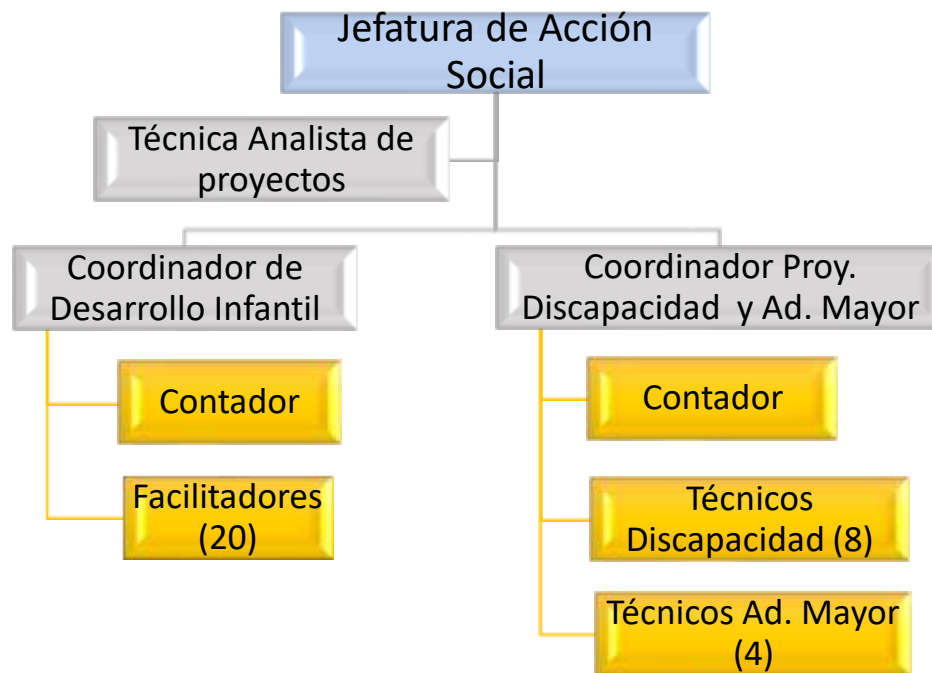 Jefatura de Acción
Social
Técnica Analista de
proyectos
Coordinador de
Desarrollo Infantil
Contador
Facilitadores
(20)
Coordinador Proy.
Discapacidad y Ad. Mayor
Contador
Técnicos
Discapacidad (8)
Técnicos Ad. Mayor
(4)